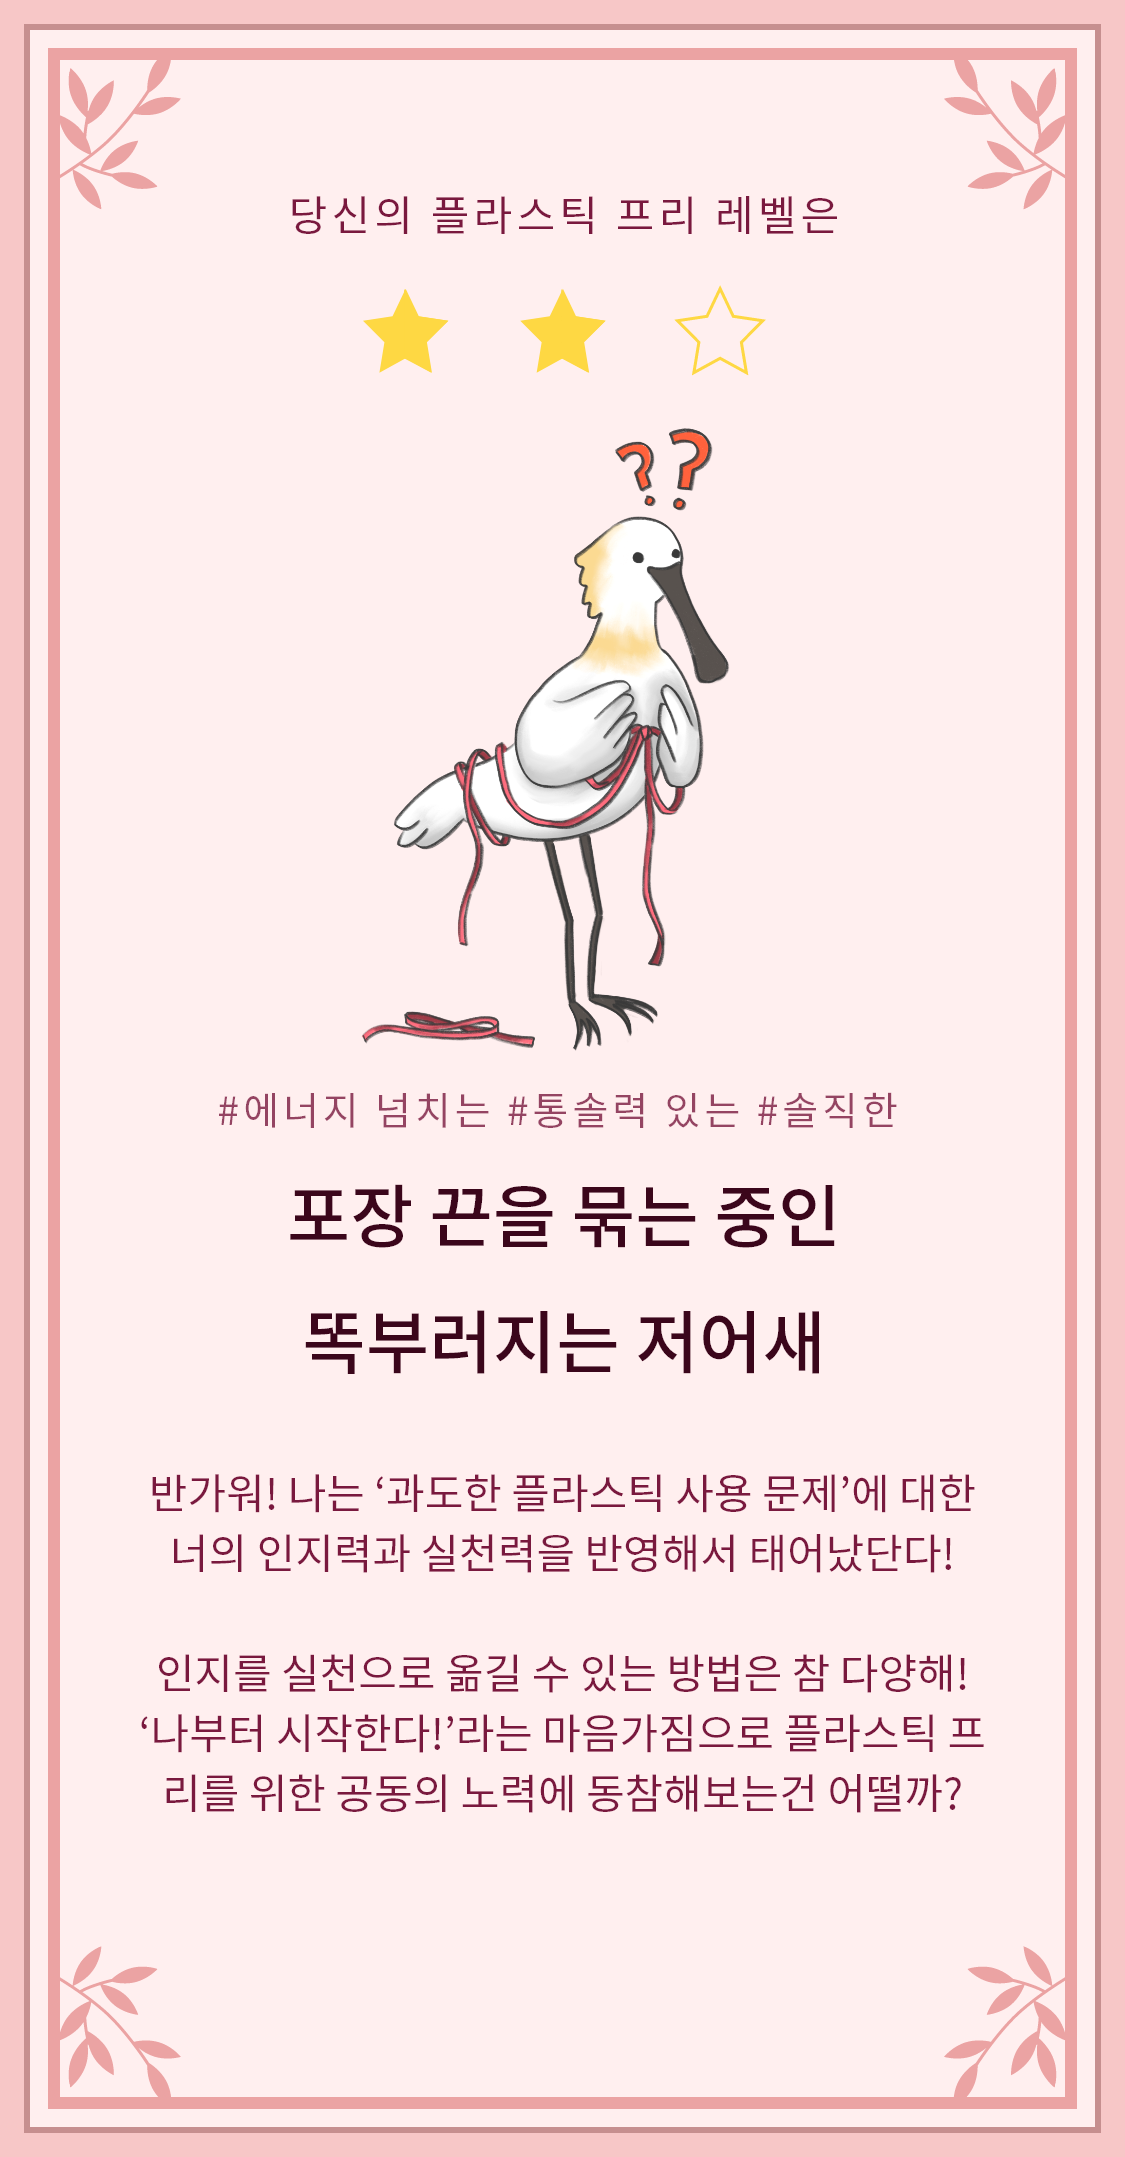 당신의 플라스틱 프리 레벨은
??
#에너지 넘치는 #통솔력 있는 #솔직한
포장 끈을 묶는 중인
똑부러지는 저어새
반가워! 나는 ‘과도한 플라스틱 사용 문제’에 대한
너의 인지력과 실천력을 반영해서 태어났단다!
인지를 실천으로 옮길 수 있는 방법은 참 다양해!
‘나부터 시작한다!’라는 마음가짐으로 플라스틱 프
리를 위한 공동의 노력에 동참해보는건 어떨까?